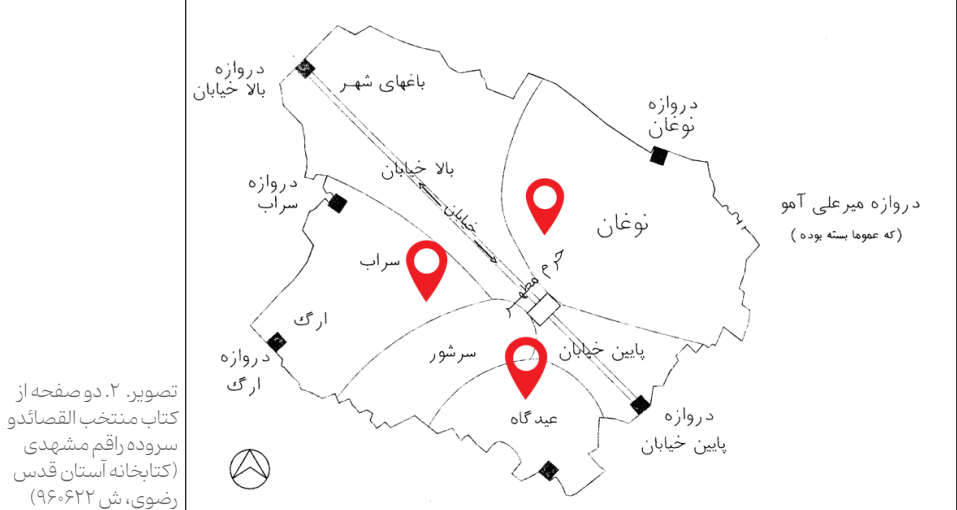 دروازه
بالا خیابان
باغهای شهر
دروازه
نوغان
بالا خیابان
خیابان
دروازه
سراب
نوغان
دروازه میرعلی آمو
(که عموما بسته بوده)
سراب
حرم مطهر
ارگ
دروازه
ارگ
سرشور
پایین خیابان
عیدگاه
دروازه
پایین خیابان
تصویر. ۲. دو صفحه از
کتاب منتخب القصائدو
سروده راقم مشهدی
(کتابخانه آستان قدس
رضوی، ش ۹۶۰۶۲۲)